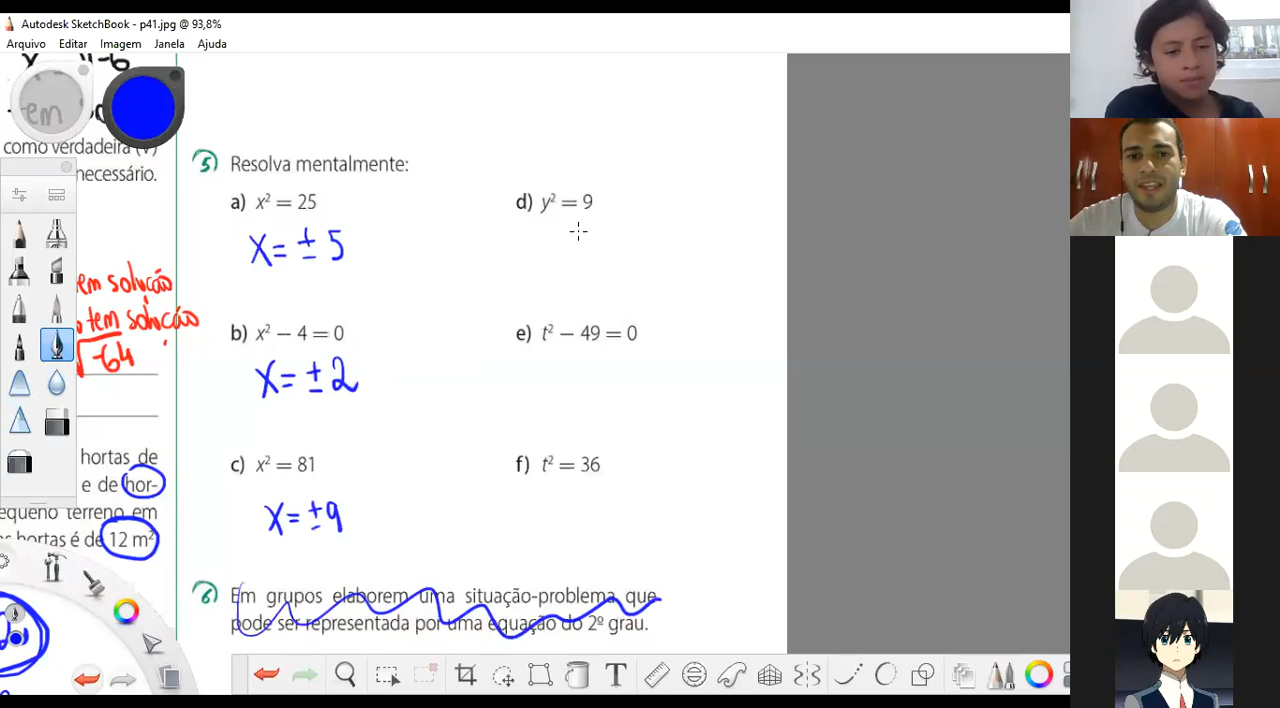 Autodesk SketchBook - p41.jpg @ 93,8%
Arquivo Editar Imagem Janela Ajuda
em
como verdadeira (V)
necessário.
em solução
tem solução
√-64
hortas de
e de hor-
equeno terreno em
s hortas é de 12 m²
5 Resolva mentalmente:
a) x² = 25
x = ± 5
b) x² − 4 = 0
x = ± 2
c) x² = 81
x = ± 9
d) y² = 9
e) t² − 49 = 0
f) t² = 36
6 Em grupos elaborem uma situação-problema que
pode ser representada por uma equação do 2º grau.
T